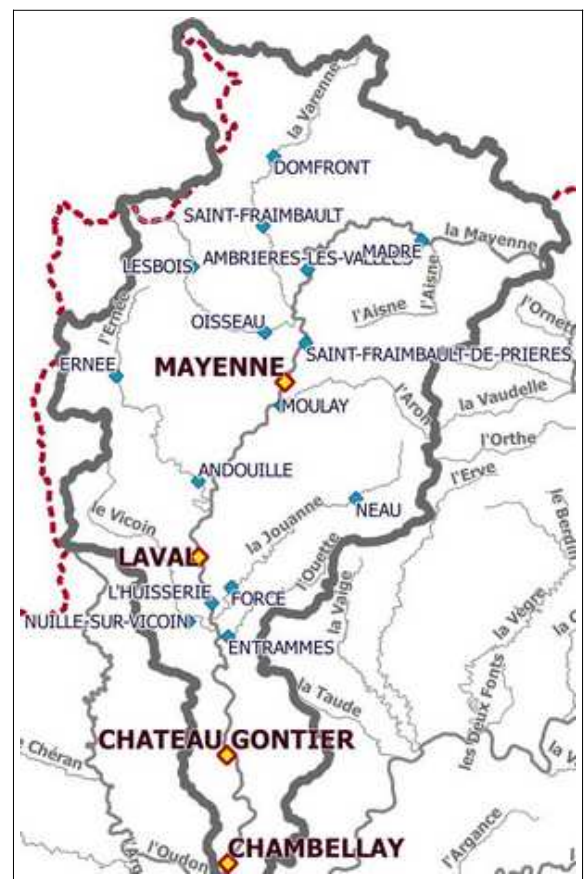 la Varenne
DOMFRONT
SAINT-FRAIMBAULT
la Mayenne
AMBRIERES-LES-VALLEES
MADRE
LESBOIS
l'Aisne
l'Aisne
l'Ernée
l'Ornette
OISSEAU
SAINT-FRAIMBAULT-DE-PRIERES
ERNEE
MAYENNE
la Vaudelle
MOULAY
l'Aron
l'Orthe
ANDOUILLE
l'Erve
le Vicoin
NEAU
la Jouanne
LAVAL
l'Ouette
L'HUISSERIE
FORCE
la Vaige
la Vègre
NUILLE-SUR-VICOIN
ENTRAMMES
la Taude
les Deux Fonts
CHATEAU GONTIER
Chéran
l'Oudon
CHAMBELLAY
l'Argance